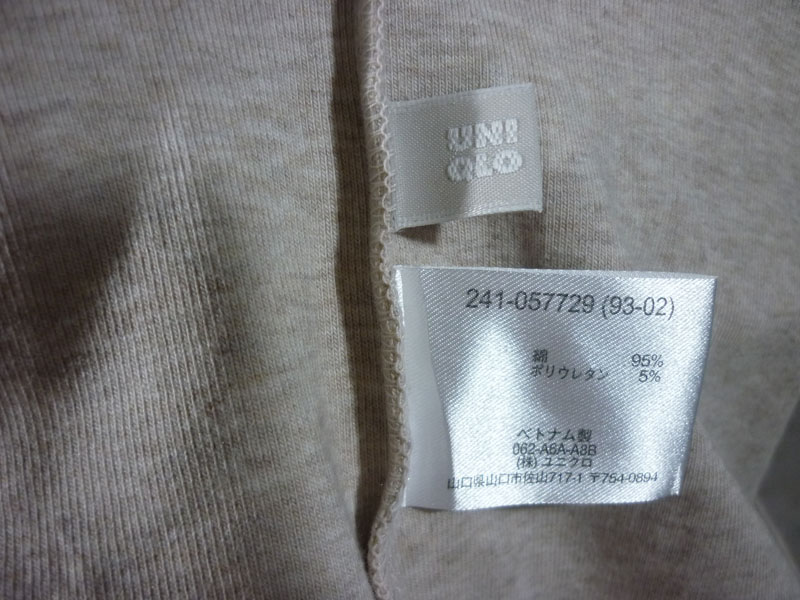 UNI
QLO
241-057729 (93-02)
綿 95%
ポリウレタン 5%
ベトナム製
062-A6A-A8B
(株) ユニクロ
山口県山口市佐山717-1 〒754-0894